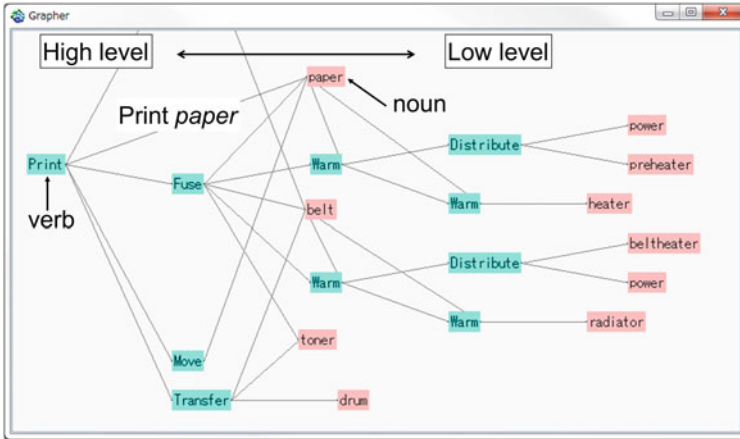 Grapher
High level
Low level
paper
noun
Print paper
power
Distribute
Print
Warm
preheater
Fuse
Warm
heater
belt
verb
beltheater
Distribute
Warm
power
Warm
radiator
toner
Move
Transfer
drum